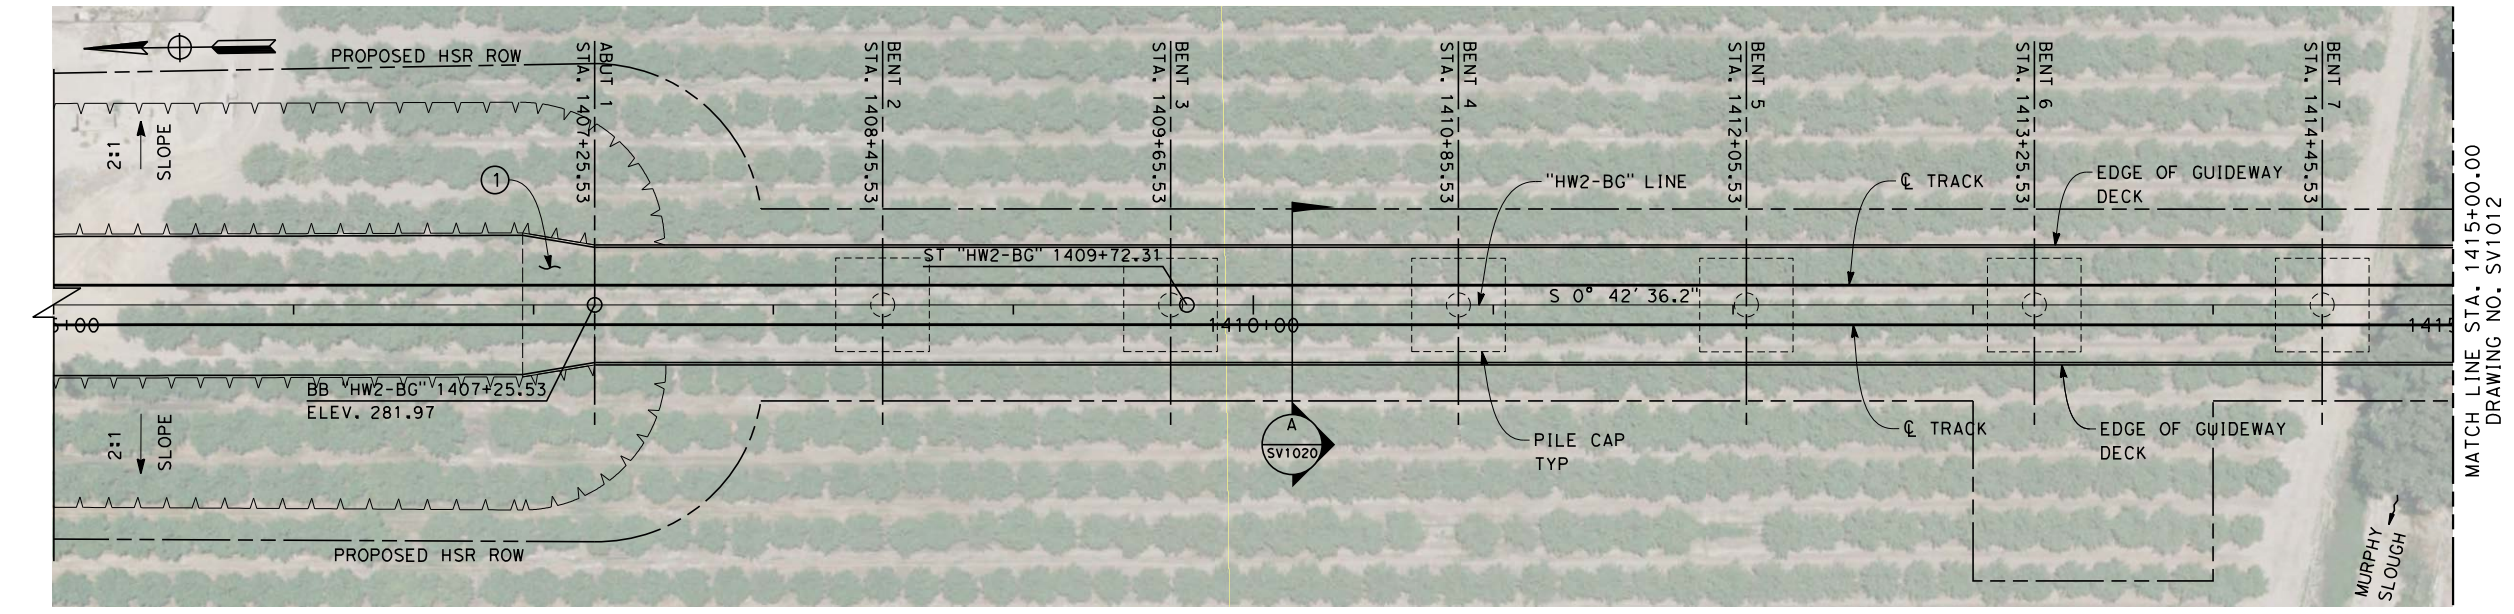 PROPOSED HSR ROW
ABUT 1
STA. 1407+25.53
BENT 2
STA. 1408+45.53
BENT 3
STA. 1409+65.53
BENT 4
STA. 1410+85.53
BENT 5
STA. 1412+05.53
BENT 6
STA. 1413+25.53
BENT 7
STA. 1414+45.53
2:1
SLOPE
1
"HW2-BG" LINE
℄ TRACK
EDGE OF GUIDEWAY
DECK
ST "HW2-BG" 1409+72.31
S 0° 42' 36.2"
5+00
1410+00
1415
BB "HW2-BG" 1407+25.53
ELEV. 281.97
2:1
SLOPE
A
SV1020
PILE CAP
TYP
℄ TRACK
EDGE OF GUIDEWAY
DECK
PROPOSED HSR ROW
MURPHY
SLOUGH
MATCH LINE STA. 1415+00.00
DRAWING NO. SV1012